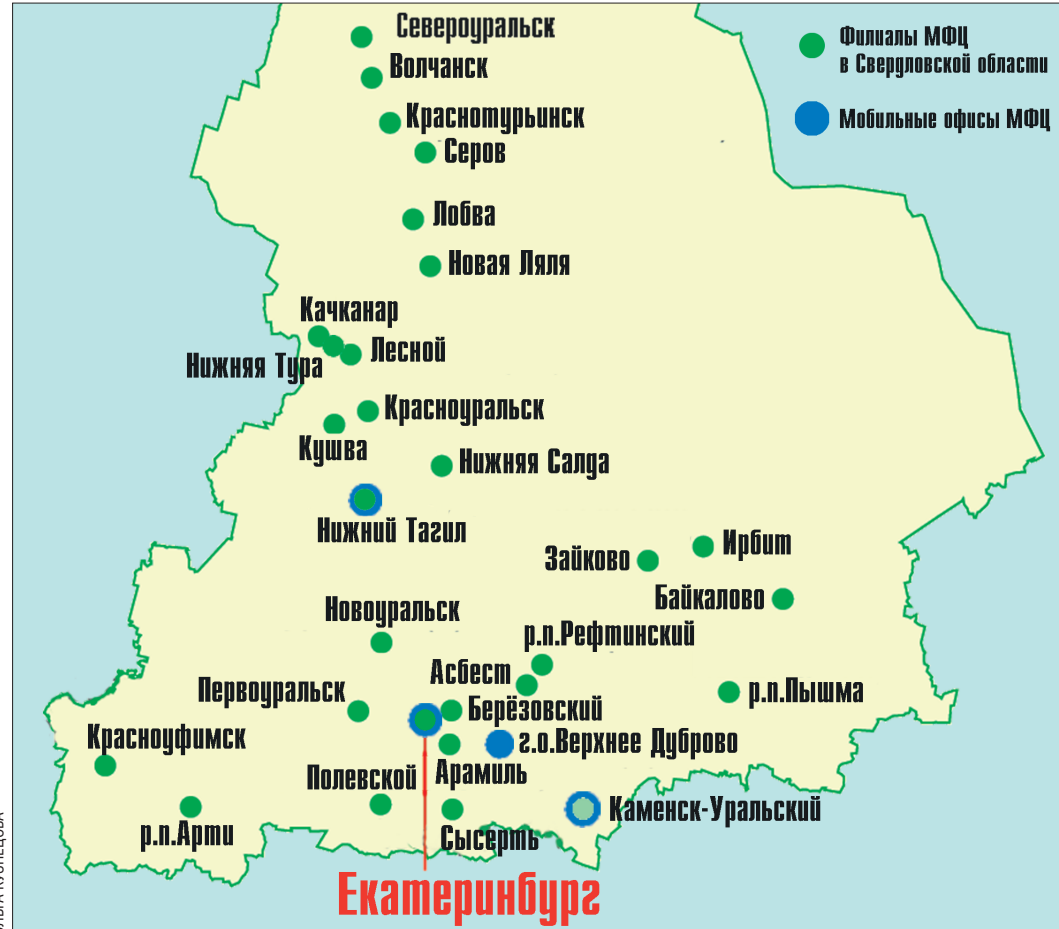 Североуральск
Филиалы МФЦ
в Свердловской области
Волчанск
Краснотурьинск
Мобильные офисы МФЦ
Серов
Лобва
Новая Ляля
Качканар
Лесной
Нижняя Тура
Красноуральск
Кушва
Нижняя Салда
Нижний Тагил
Ирбит
Зайково
Байкалово
Новоуральск
р.п.Рефтинский
Асбест
Первоуральск
р.п.Пышма
Берёзовский
Красноуфимск
г.о.Верхнее Дуброво
Полевской
Арамиль
Каменск-Уральский
р.п.Арти
Сысерть
Екатеринбург